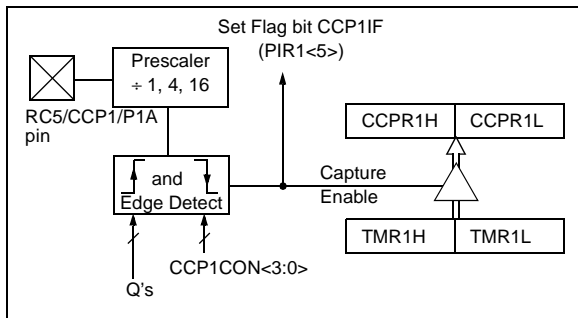 Set Flag bit CCP1IF
(PIR1<5>)
Prescaler
÷ 1, 4, 16
RC5/CCP1/P1A
pin
CCPR1H CCPR1L
and
Edge Detect
Capture
Enable
TMR1H TMR1L
CCP1CON<3:0>
Q's